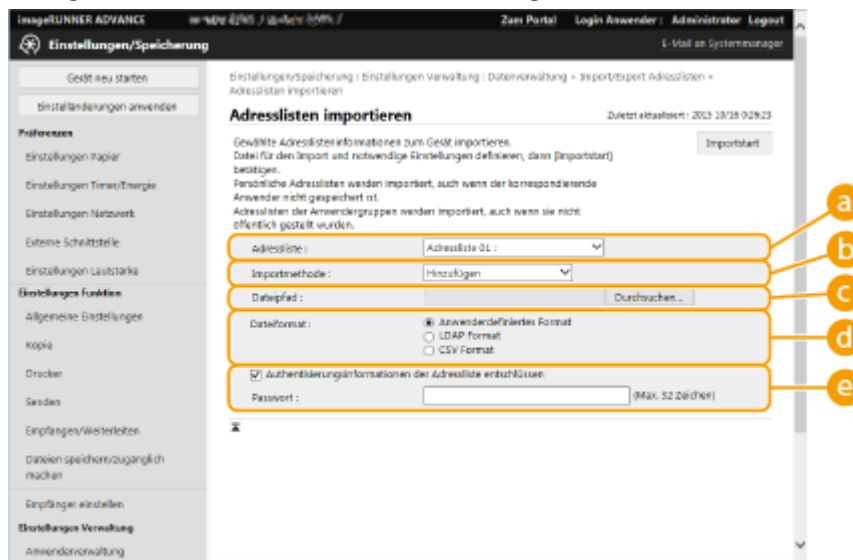 imageRUNNER ADVANCE
Zum Portal Login Anwender : Administrator Logout
Einstellungen/Speicherung
E-Mail an Systemmanager
Gerät neu starten
Einstelländerungen anwenden
Präferenzen
Einstellungen Papier
Einstellungen Timer/Energie
Einstellungen Netzwerk
Externe Schnittstelle
Einstellungen Lautstärke
Einstellungen Funktion
Allgemeine Einstellungen
Kopie
Drucker
Senden
Empfangen/Weiterleiten
Dateien speichern/zugänglich
machen
Empfänger einstellen
Einstellungen Verwaltung
Anwenderverwaltung
Einstellungen/Speicherung : Einstellungen Verwaltung : Datenverwaltung > Import/Export Adresslisten >
Adresslisten importieren
Adresslisten importieren
Zuletzt aktualisiert : 2013 10/16 0:29:23
Gewählte Adresslisteninformationen zum Gerät importieren.
Importstart
Datei für den Import und notwendige Einstellungen definieren, dann [Importstart]
betätigen.
Persönliche Adresslisten werden importiert, auch wenn der korrespondierende
Anwender nicht gespeichert ist.
Adresslisten der Anwendergruppen werden importiert, auch wenn sie nicht
öffentlich gestellt wurden.
Adressliste : Adressliste 01 :
a
Importmethode : Hinzufügen
b
Dateipfad : Durchsuchen...
c
Dateiformat : Anwenderdefiniertes Format
LDAP Format
d
CSV Format
Authentisierungsinformationen der Adressliste entschlüssen
e
Passwort : (Max. 32 Zeichen)